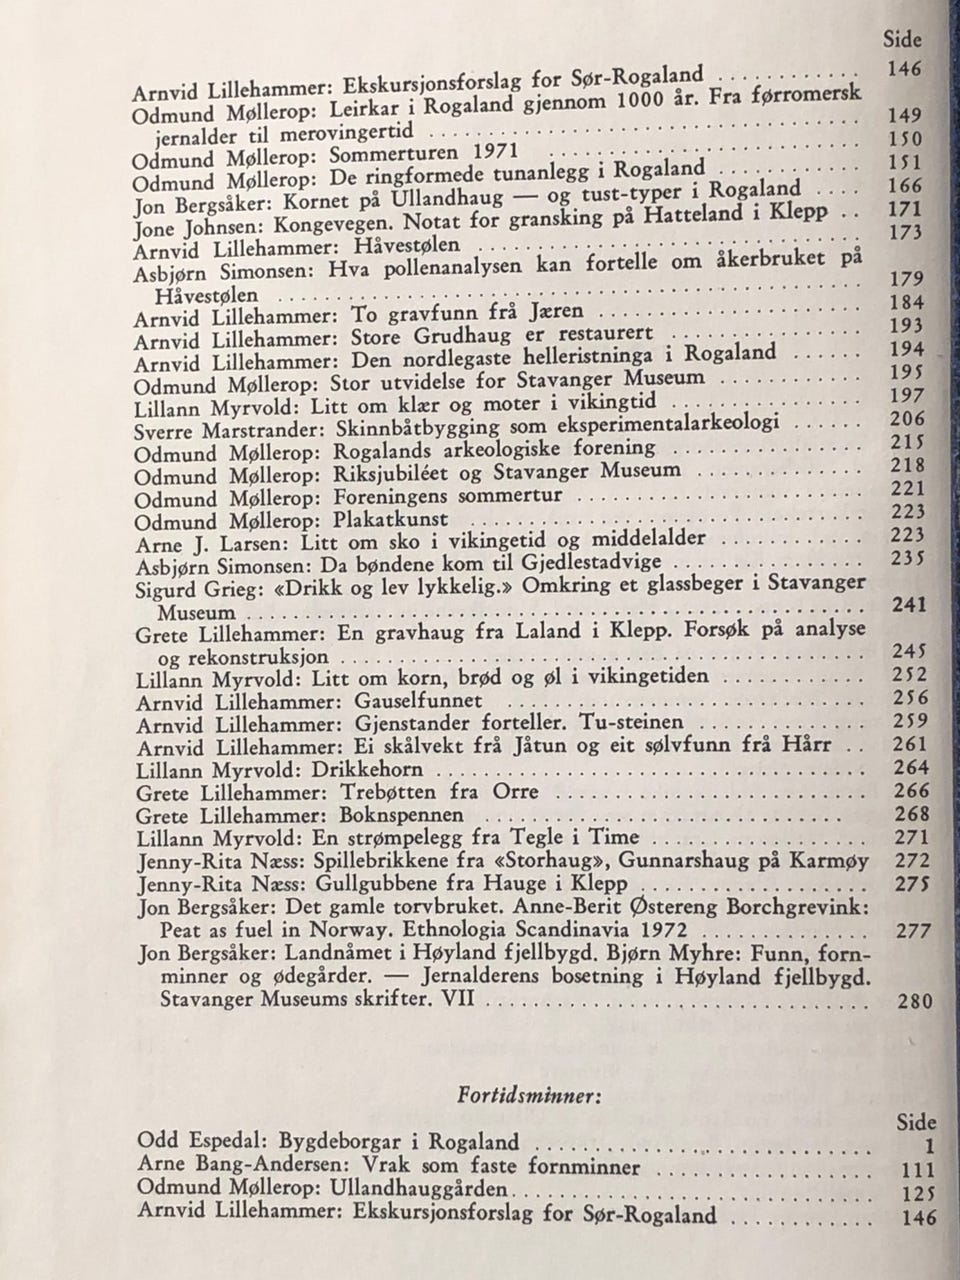 Side
Arnvid Lillehammer: Ekskursjonsforslag for Sør-Rogaland ............ 146
Odmund Møllerop: Leirkar i Rogaland gjennom 1000 år. Fra førromersk
jernalder til merovingertid .................................... 149
Odmund Møllerop: Sommerturen 1971 .......................... 150
Odmund Møllerop: De ringformede tunanlegg i Rogaland ............ 151
Jon Bergsåker: Kornet på Ullandhaug — og tust-typer i Rogaland .... 166
Jone Johnsen: Kongevegen. Notat for gransking på Hatteland i Klepp .. 171
Arnvid Lillehammer: Håvestølen ................................ 173
Asbjørn Simonsen: Hva pollenanalysen kan fortelle om åkerbruket på
Håvestølen .................................................. 179
Arnvid Lillehammer: To gravfunn frå Jæren ...................... 184
Arnvid Lillehammer: Store Grudhaug er restaurert ................ 193
Arnvid Lillehammer: Den nordlegaste helleristninga i Rogaland ...... 194
Odmund Møllerop: Stor utvidelse for Stavanger Museum ............ 195
Lillann Myrvold: Litt om klær og moter i vikingtid ................ 197
Sverre Marstrander: Skinnbåtbygging som eksperimentalarkeologi ...... 206
Odmund Møllerop: Rogalands arkeologiske forening ................ 215
Odmund Møllerop: Riksjubiléet og Stavanger Museum .............. 218
Odmund Møllerop: Foreningens sommertur ........................ 221
Odmund Møllerop: Plakatkunst ................................ 223
Arne J. Larsen: Litt om sko i vikingetid og middelalder ............ 223
Asbjørn Simonsen: Da bøndene kom til Gjedlestadvige .............. 235
Sigurd Grieg: «Drikk og lev lykkelig.» Omkring et glassbeger i Stavanger
Museum .................................................... 241
Grete Lillehammer: En gravhaug fra Laland i Klepp. Forsøk på analyse
og rekonstruksjon ............................................ 245
Lillann Myrvold: Litt om korn, brød og øl i vikingetiden ............ 252
Arnvid Lillehammer: Gauselfunnet .............................. 256
Arnvid Lillehammer: Gjenstander forteller. Tu-steinen .............. 259
Arnvid Lillehammer: Ei skålvekt frå Jåtun og eit sølvfunn frå Hårr .. 261
Lillann Myrvold: Drikkehorn .................................... 264
Grete Lillehammer: Trebøtten fra Orre .......................... 266
Grete Lillehammer: Boknspennen .............................. 268
Lillann Myrvold: En strømpelegg fra Tegle i Time .................. 271
Jenny-Rita Næss: Spillebrikkene fra «Storhaug», Gunnarshaug på Karmøy 272
Jenny-Rita Næss: Gullgubbene fra Hauge i Klepp .................. 275
Jon Bergsåker: Det gamle torvbruket. Anne-Berit Østereng Borchgrevink:
Peat as fuel in Norway. Ethnologia Scandinavia 1972 .............. 277
Jon Bergsåker: Landnåmet i Høyland fjellbygd. Bjørn Myhre: Funn, forn-
minner og ødegårder. — Jernalderens bosetning i Høyland fjellbygd.
Stavanger Museums skrifter. VII ................................ 280
Fortidsminner:
Side
Odd Espedal: Bygdeborgar i Rogaland ............................ 1
Arne Bang-Andersen: Vrak som faste fornminner .................. 111
Odmund Møllerop: Ullandhauggården.............................. 125
Arnvid Lillehammer: Ekskursjonsforslag for Sør-Rogaland ............ 146